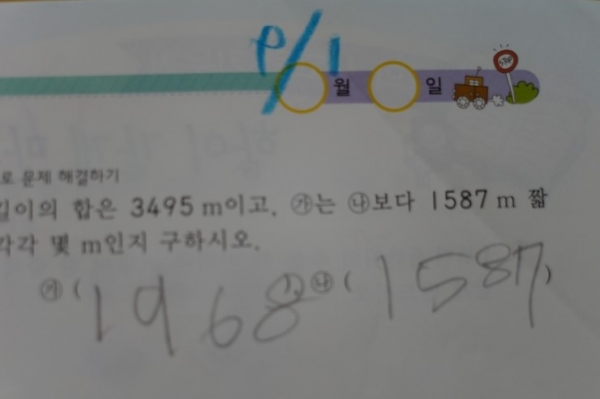 9/1
월 일
로 문제 해결하기
길이의 합은 3495 m이고, ㉮는 ㉯보다 1587 m 짧
각각 몇 m인지 구하시오.
㉮ ( 1968 ) ㉯ ( 1587 )